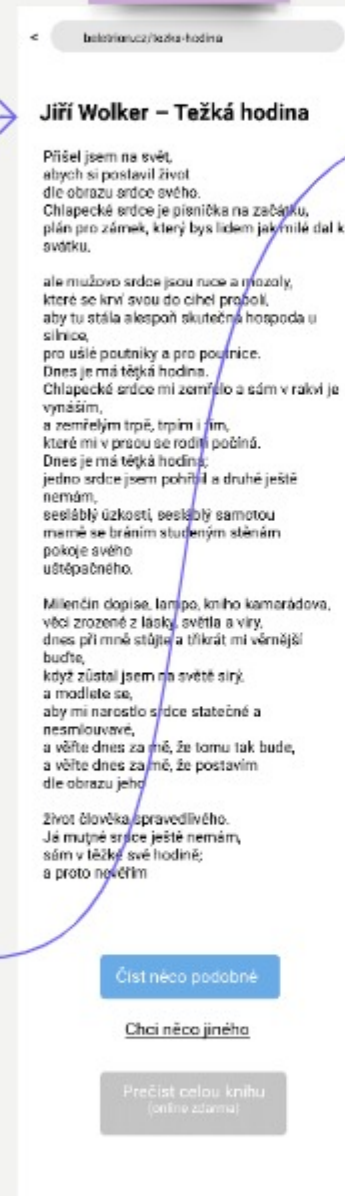 <
Jiří Wolker – Težká hodina
Přišel jsem na svět,
abych si postavil život
dle obrazu srdce svého.
Chlapecké srdce je písnička na začátku,
plán pro zámek, který bys lidem jak milé dal k
svátku,
ale mužovo srdce jsou ruce a mozoly,
které se krví svou do cihel probolí,
aby tu stála alespoň skutečná hospoda u
silnice,
pro ušlé poutníky a pro poutnice.
Dnes je má těžká hodina.
Chlapecké srdce mi zemřelo a sám v rakvi je
vynáším,
a zemřelým trpě, trpím i tím,
které mi v prsou se roditi počíná.
Dnes je má těžká hodina;
jedno srdce jsem pohřbil a druhé ještě
nemám,
sesláblý úzkostí, sesláblý samotou
marně se bráním studeným stěnám
pokoje svého
uštěpačného.
Milenčin dopise, lampo, kniho kamarádova,
věci zrozené z lásky, světla a víry,
dnes při mně stůjte a třikrát mi věrnější
buďte,
když zůstal jsem na světě sirý,
a modlete se,
aby mi narostlo srdce statečné a
nesmlouvavé,
a věřte dnes za mě, že tomu tak bude,
a věřte dnes za mě, že postavím
dle obrazu jeho
život člověka spravedlivého.
Já mutné srdce ještě nemám,
sám v těžké své hodině;
a proto nevěřím
Číst něco podobné
Chci něco jiného
Přečíst celou knihu
(online zdarma)